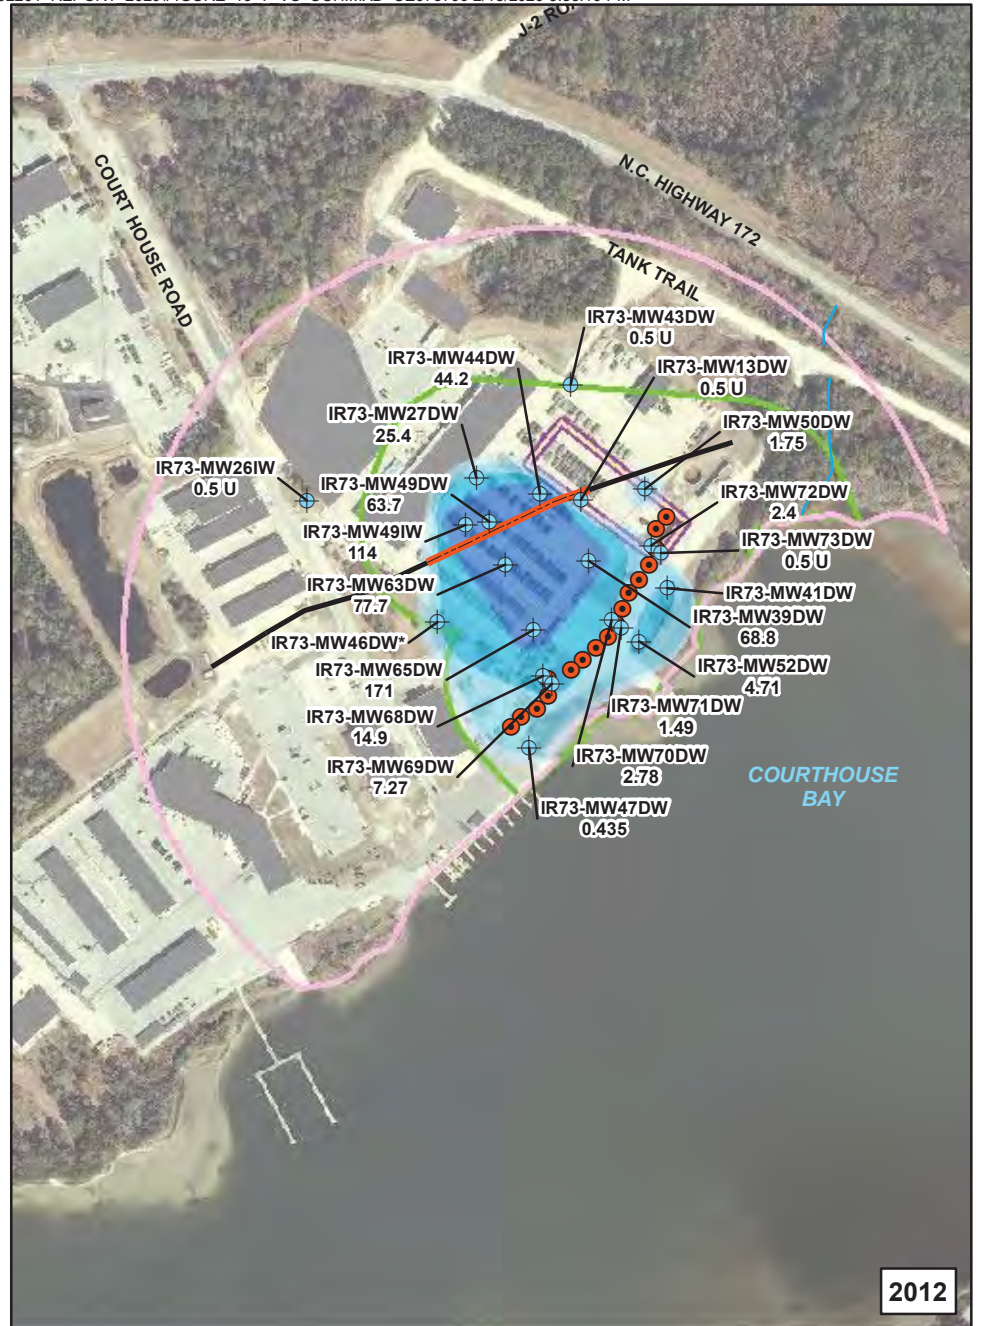 J-2 RO
COURT HOUSE ROAD
N.C. HIGHWAY 172
TANK TRAIL
IR73-MW43DW
0.5 U
IR73-MW44DW
44.2
IR73-MW13DW
0.5 U
IR73-MW27DW
25.4
IR73-MW50DW
1.75
IR73-MW26IW
0.5 U
IR73-MW49DW
63.7
IR73-MW72DW
2.4
IR73-MW49IW
114
IR73-MW73DW
0.5 U
IR73-MW63DW
77.7
IR73-MW41DW
IR73-MW39DW
68.8
IR73-MW46DW*
IR73-MW65DW
171
IR73-MW52DW
4.71
IR73-MW68DW
14.9
IR73-MW71DW
1.49
IR73-MW69DW
7.27
IR73-MW70DW
2.78
COURTHOUSE
BAY
IR73-MW47DW
0.435
2012